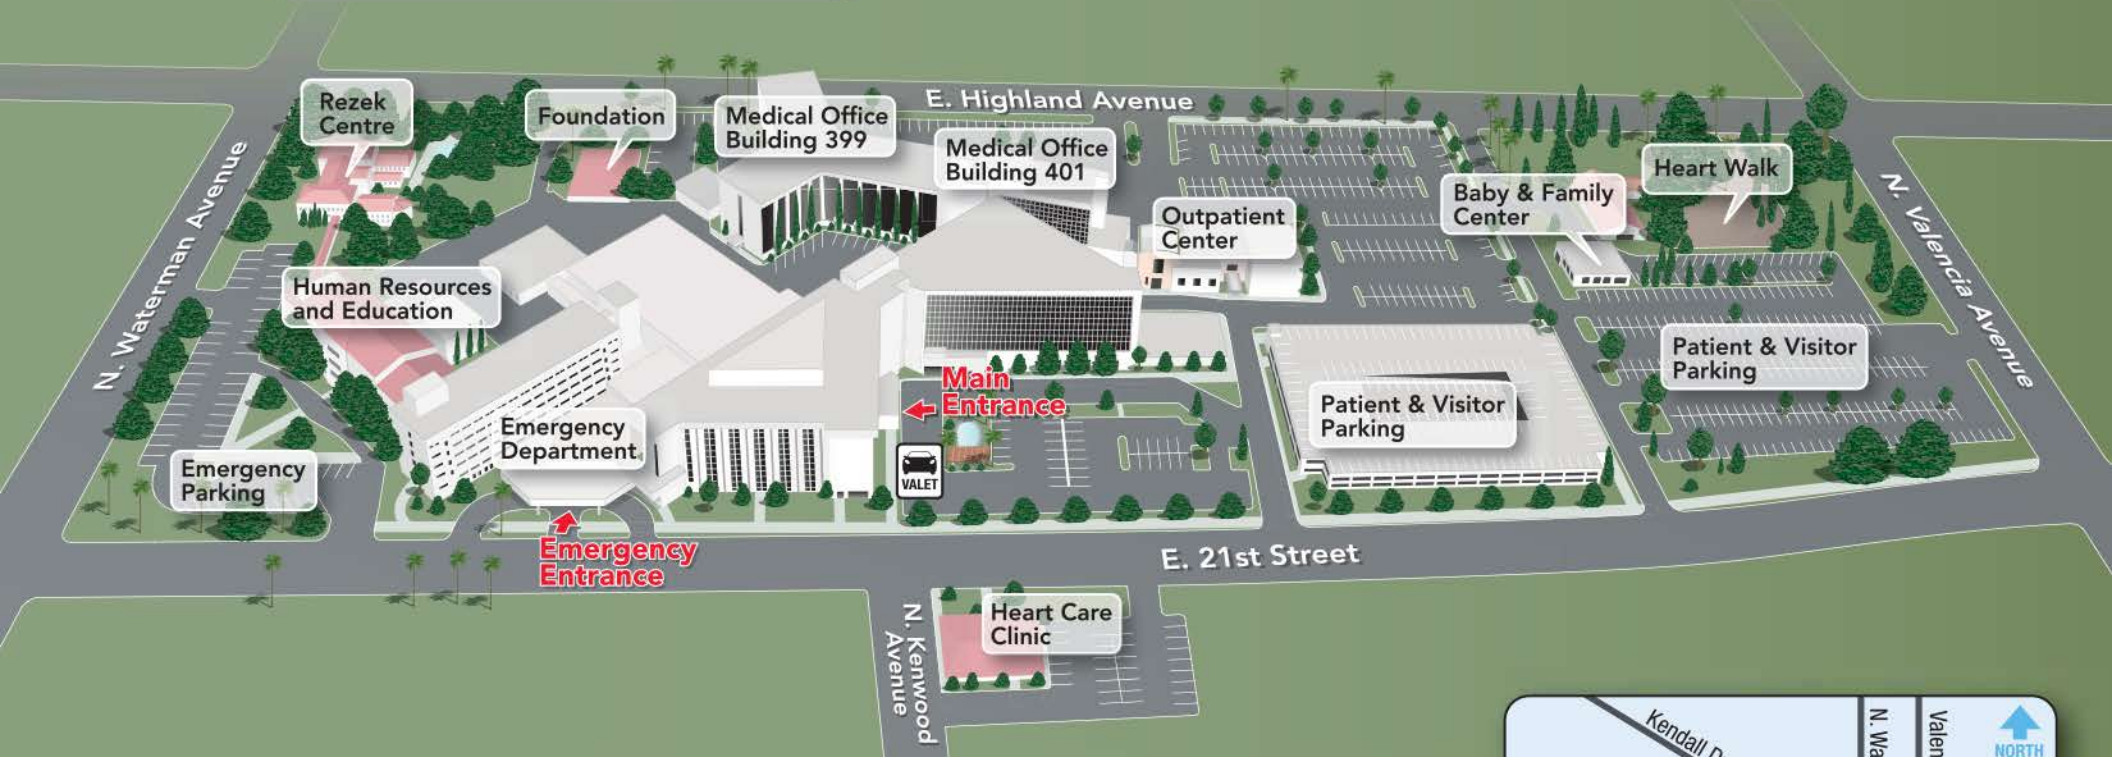 E. Highland Avenue
Rezek
Centre
Foundation
Medical Office
Building 399
Medical Office
Building 401
Outpatient
Center
Baby & Family
Center
Heart Walk
N. Waterman Avenue
N. Valencia Avenue
Human Resources
and Education
Patient & Visitor
Parking
Main
Entrance
Patient & Visitor
Parking
Emergency
Department
Emergency
Parking
VALET
Emergency
Entrance
E. 21st Street
Heart Care
Clinic
N. Kenwood
Avenue
Kendall
N.
NORTH